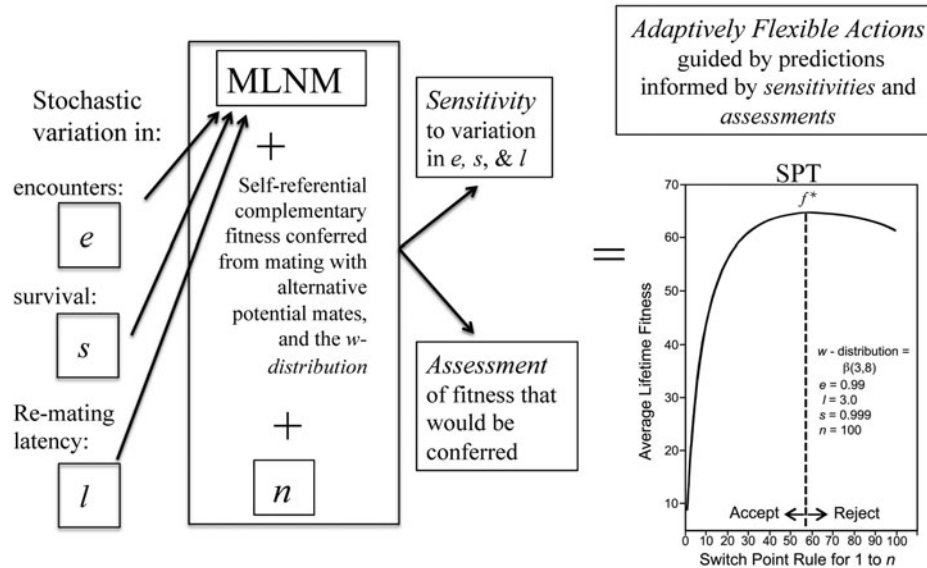 Stochastic
variation in:
encounters:
e
survival:
s
Re-mating
latency:
l
MLNM
+
Self-referential
complementary
fitness conferred
from mating with
alternative
potential mates,
and the w-
distribution
+
n
Sensitivity
to variation
in e, s, & l
Assessment
of fitness that
would be
conferred
=
Adaptively Flexible Actions
guided by predictions
informed by sensitivities and
assessments
SPT
f*
Average Lifetime Fitness
70
60
50
40
30
20
10
w - distribution =
β(3,8)
e = 0.99
l = 3.0
s = 0.999
n = 100
Accept
Reject
0 10 20 30 40 50 60 70 80 90 100
Switch Point Rule for 1 to n